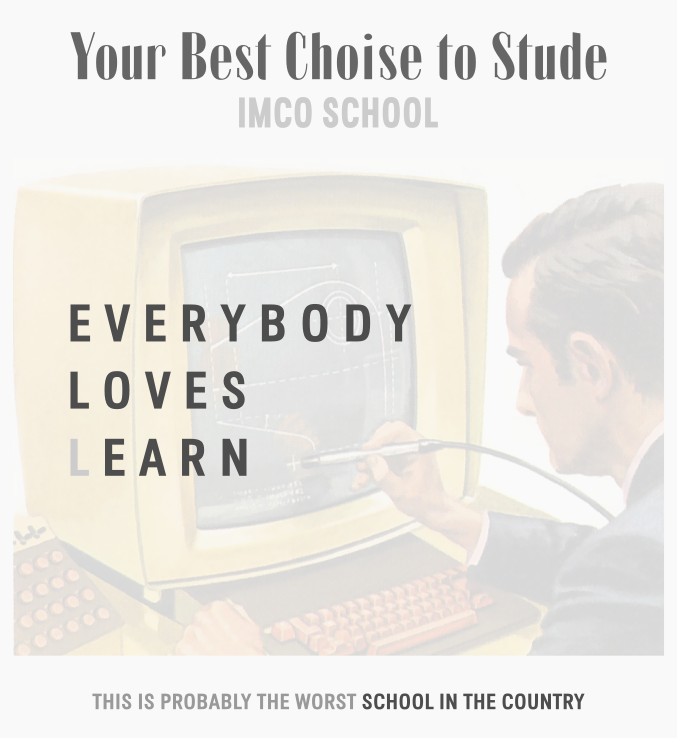 Your Best Choise to Stude
IMCO SCHOOL
EVERYBODY
LOVES
LEARN
THIS IS PROBABLY THE WORST SCHOOL IN THE COUNTRY